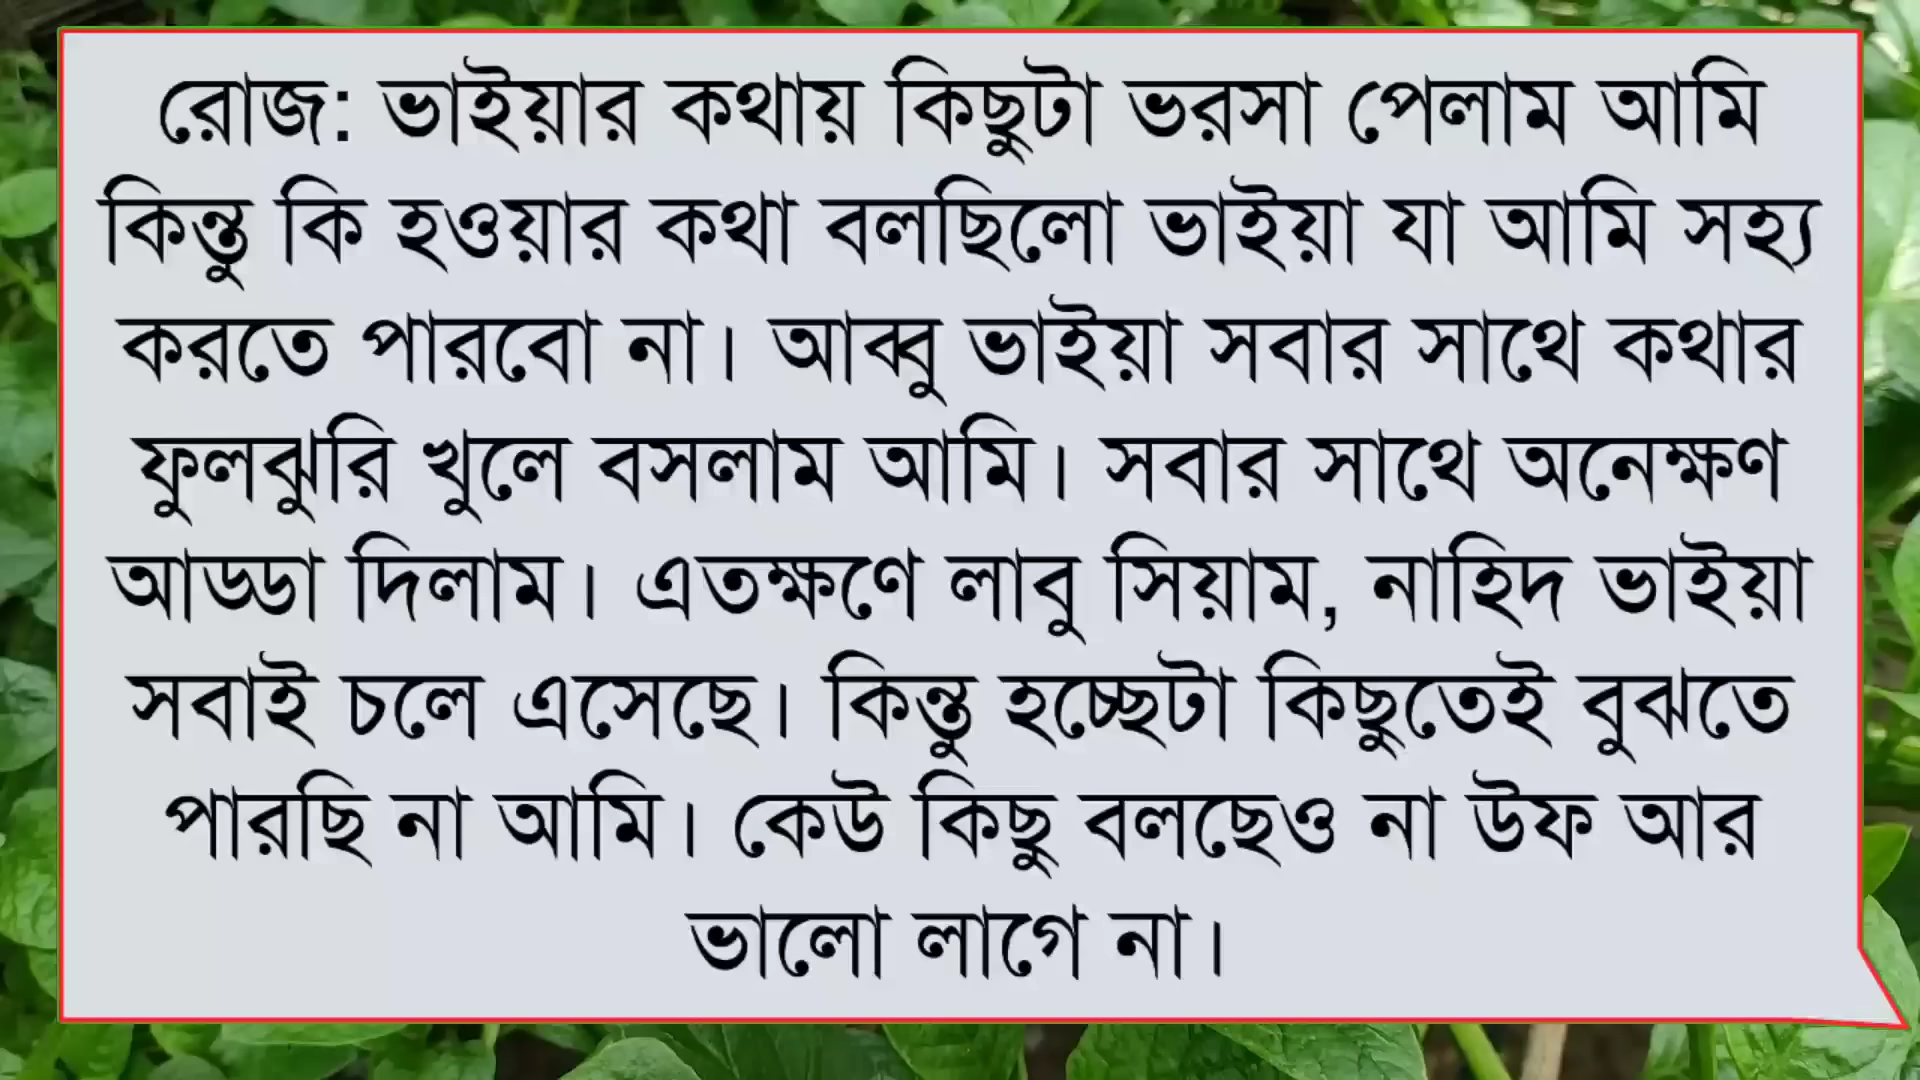 রোজ: ভাইয়ার কথায় কিছুটা ভরসা পেলাম আমি
কিন্তু কি হওয়ার কথা বলছিলো ভাইয়া যা আমি সহ্য
করতে পারবো না। আব্বু ভাইয়া সবার সাথে কথার
ফুলঝুরি খুলে বসলাম আমি। সবার সাথে অনেক্ষণ
আড্ডা দিলাম। এতক্ষণে লাবু সিয়াম, নাহিদ ভাইয়া
সবাই চলে এসেছে। কিন্তু হচ্ছেটা কিছুতেই বুঝতে
পারছি না আমি। কেউ কিছু বলছেও না উফ আর
ভালো লাগে না।